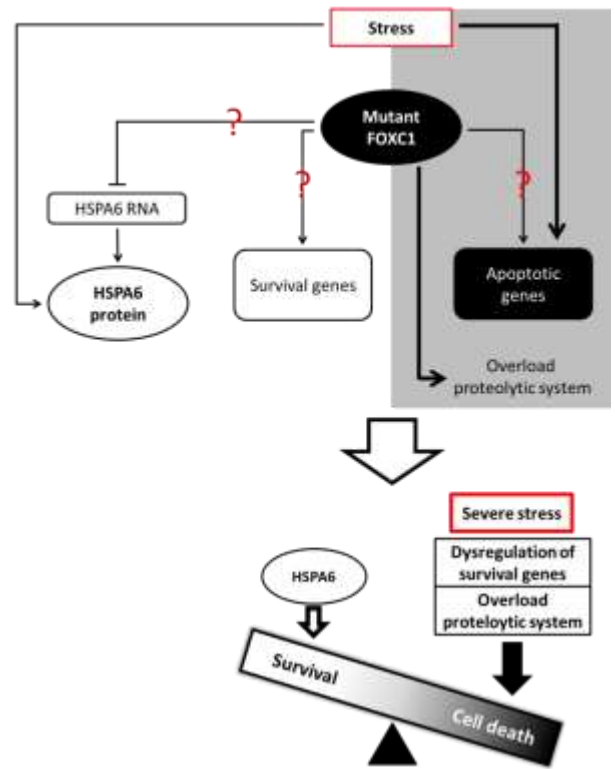 Stress
Mutant
FOXC1
?
?
?
HSPA6 RNA
HSPA6
protein
Survival genes
Apoptotic
genes
Overload
proteolytic system
Severe stress
Dysregulation of
survival genes
Overload
proteloytic system
HSPA6
Survival
Cell death